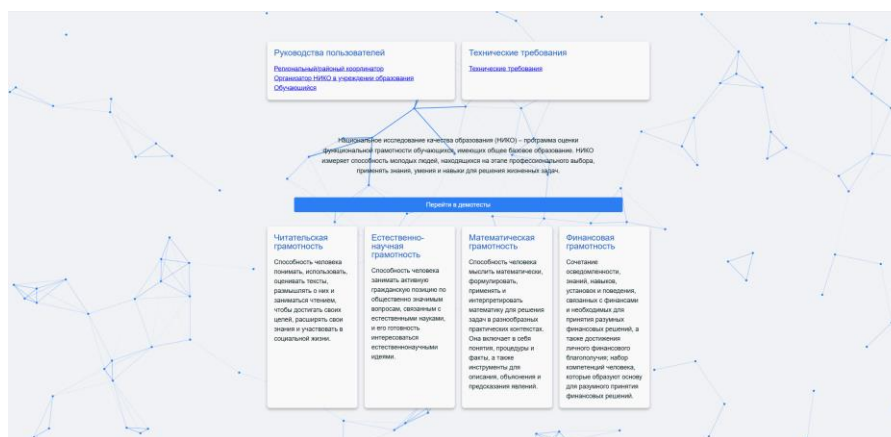 Руководства пользователей
Региональный/районный координатор
Организатор НИКО в учреждении образования
Обучающийся
Технические требования
Технические требования
Национальное исследование качества образования (НИКО) – программа оценки
функциональной грамотности обучающихся, имеющих общее базовое образование. НИКО
измеряет способность молодых людей, находящихся на этапе профессионального выбора,
применять знания, умения и навыки для решения жизненных задач.
Перейти в демотесты
Читательская
грамотность
Способность человека
понимать, использовать,
оценивать тексты,
размышлять о них и
заниматься чтением,
чтобы достигать своих
целей, расширять свои
знания и участвовать в
социальной жизни.
Естественно-
научная
грамотность
Способность человека
занимать активную
гражданскую позицию по
общественно значимым
вопросам, связанным с
естественными науками,
и его готовность
интересоваться
естественнонаучными
идеями.
Математическая
грамотность
Способность человека
мыслить математически,
формулировать,
применять и
интерпретировать
математику для решения
задач в разнообразных
практических контекстах.
Она включает в себя
понятия, процедуры и
факты, а также
инструменты для
описания, объяснения и
предсказания явлений.
Финансовая
грамотность
Сочетание
осведомленности,
знаний, навыков,
установок и поведения,
связанных с финансами
и необходимых для
принятия разумных
финансовых решений, а
также достижения
личного финансового
благополучия; набор
компетенций человека,
которые образуют основу
для разумного принятия
финансовых решений.